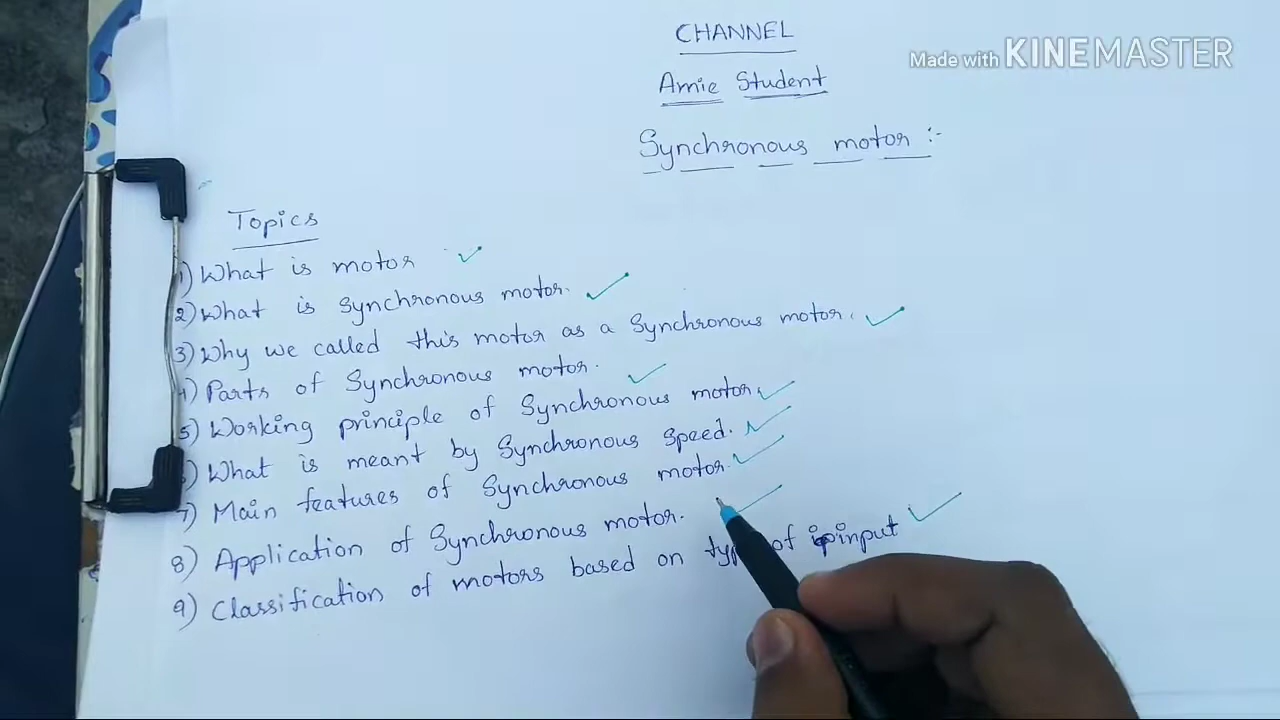 CHANNEL
Made with KINEMASTER
Amie Student
Synchronous motor :-
Topics
1) What is motor
2) What is synchronous motor.
3) Why we called this motor as a Synchronous motor.
4) Parts of Synchronous motor.
5) Working principle of Synchronous motor
6) What is meant by Synchronous Speed.
7) Main features of Synchronous motor.
8) Application of Synchronous motor.
9) Classification of motors based on of input